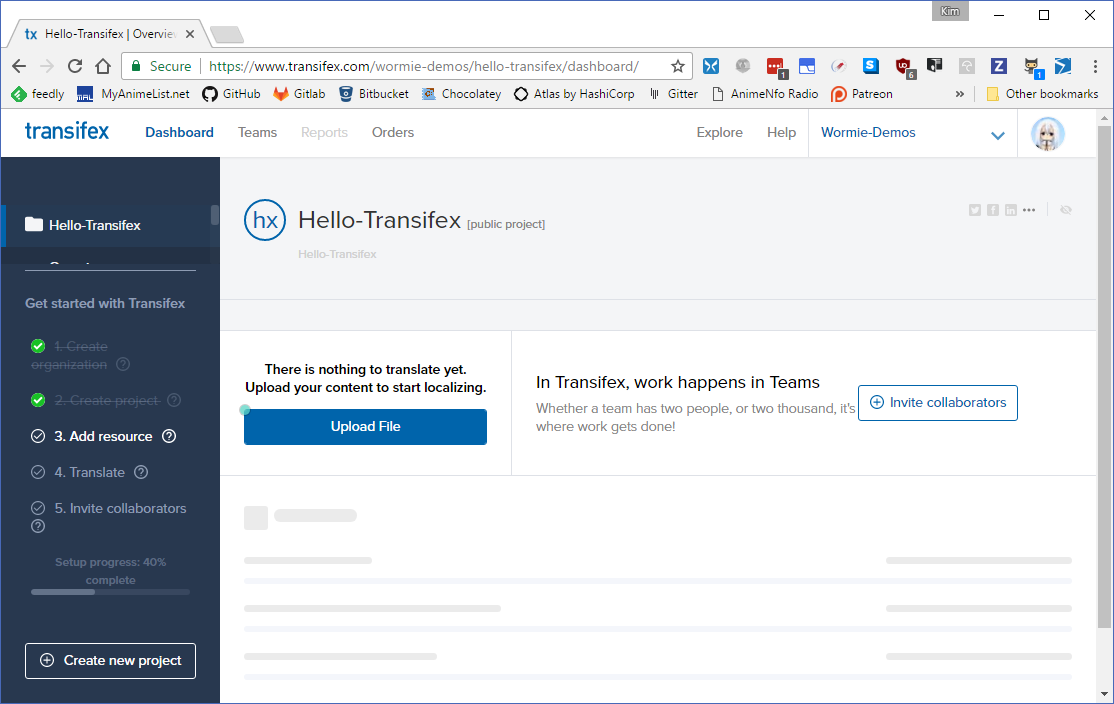 Kim
tx Hello-Transifex | Overview
Secure https://www.transifex.com/wormie-demos/hello-transifex/dashboard/
feedly MyAnimeList.net GitHub Gitlab Bitbucket Chocolatey Atlas by HashiCorp Gitter AnimeNfo Radio Patreon » Other bookmarks
transifex Dashboard Teams Reports Orders Explore Help Wormie-Demos
Hello-Transifex
hx Hello-Transifex [public project]
Hello-Transifex
Get started with Transifex
1. Create
organization
2. Create project
3. Add resource
4. Translate
5. Invite collaborators
Setup progress: 40%
complete
Create new project
There is nothing to translate yet.
Upload your content to start localizing.
Upload File
In Transifex, work happens in Teams
Whether a team has two people, or two thousand, it's
where work gets done!
Invite collaborators